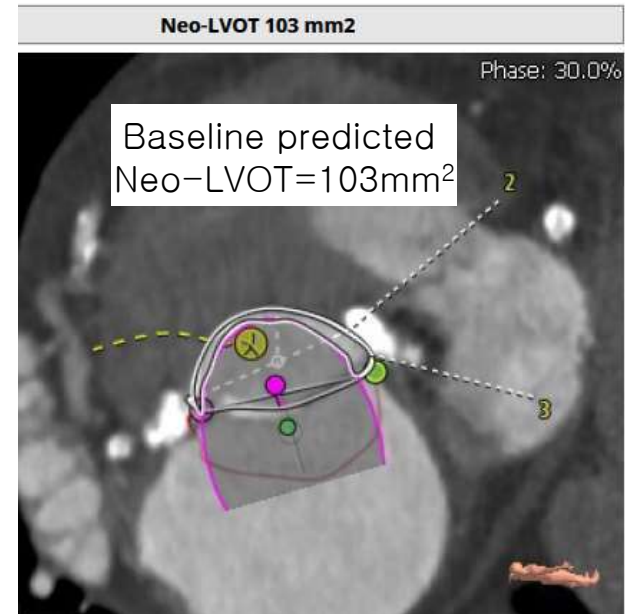 Neo-LVOT 103 mm2
Phase: 30.0%
Baseline predicted
Neo-LVOT=103mm²
2
3